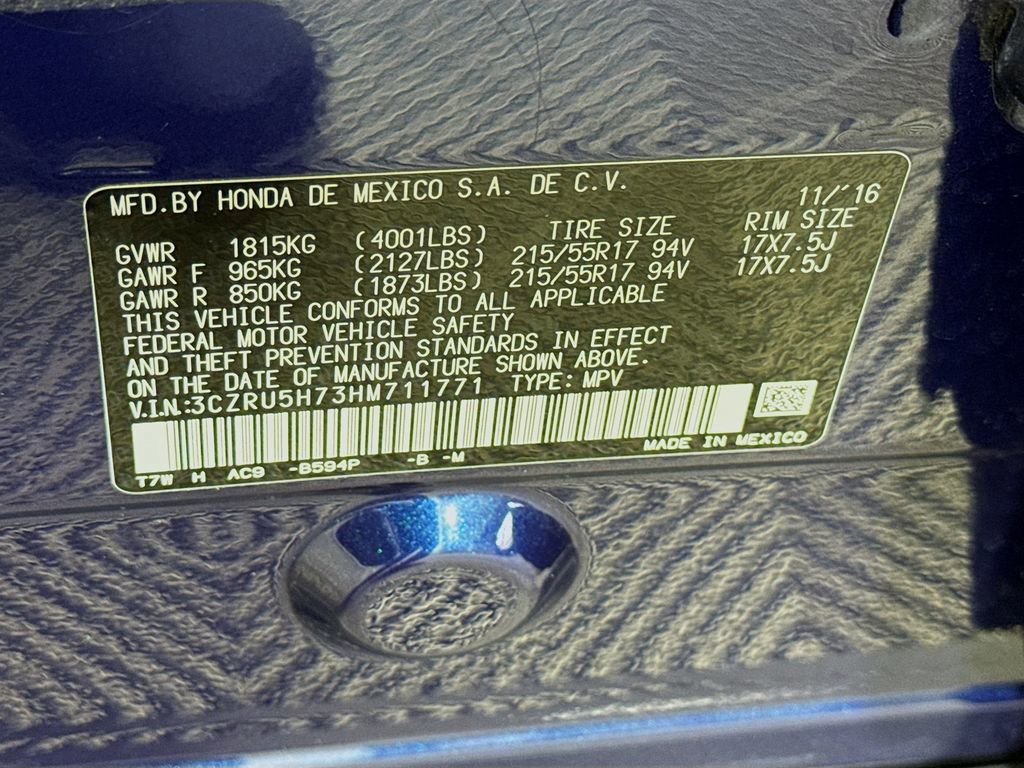 MFD.BY HONDA DE MEXICO S.A. DE C.V. 11/'16
TIRE SIZE RIM SIZE
GVWR 1815KG (4001LBS)
GAWR F 965KG (2127LBS) 215/55R17 94V 17X7.5J
GAWR R 850KG (1873LBS) 215/55R17 94V 17X7.5J
THIS VEHICLE CONFORMS TO ALL APPLICABLE
FEDERAL MOTOR VEHICLE SAFETY
AND THEFT PREVENTION STANDARDS IN EFFECT
ON THE DATE OF MANUFACTURE SHOWN ABOVE.
V.I.N.:3CZRU5H73HM711771 TYPE: MPV
MADE IN MEXICO
T7W H AC9 -B594P -B -M